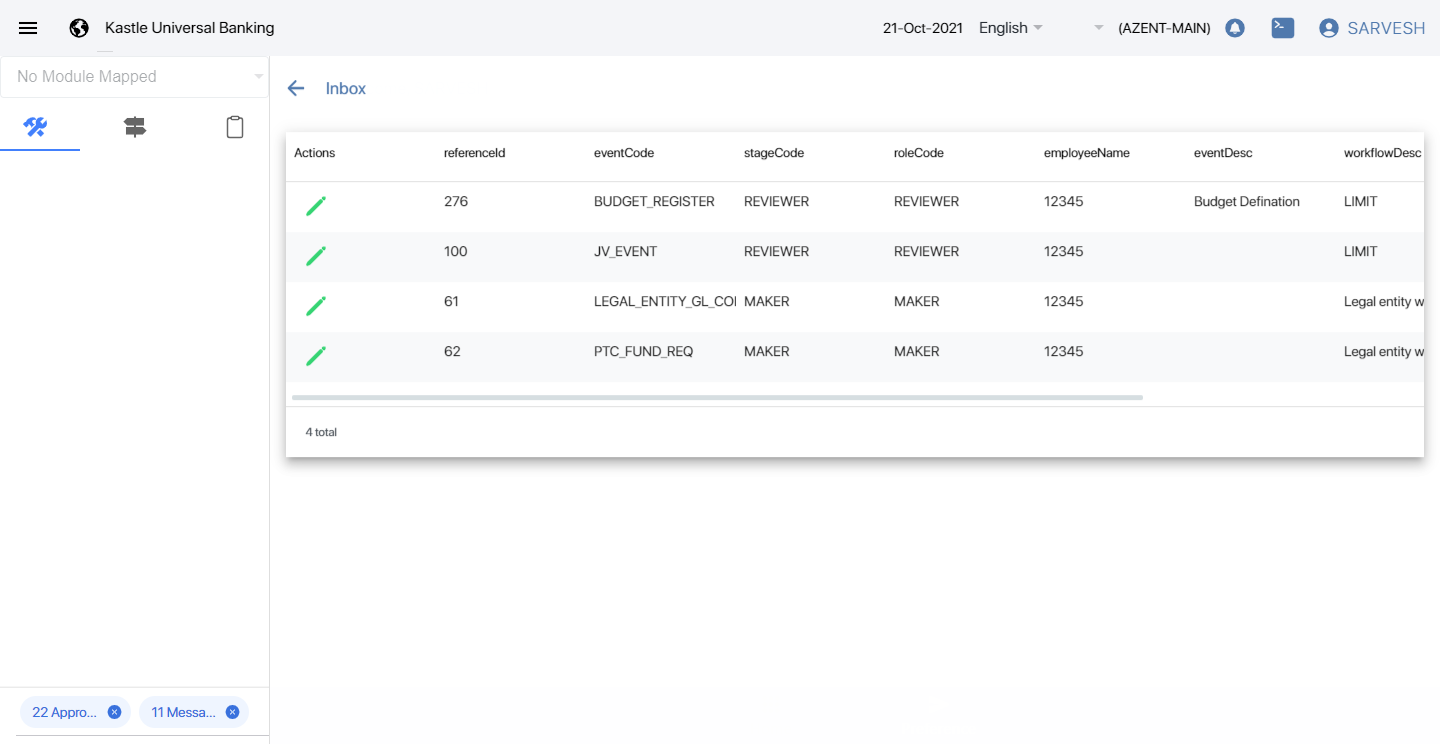 Kastle Universal Banking
21-Oct-2021 English (AZENT-MAIN) SARVESH
No Module Mapped
Inbox
Actions referenceId eventCode stageCode roleCode employeeName eventDesc workflowDesc
276 BUDGET_REGISTER REVIEWER REVIEWER 12345 Budget Defination LIMIT
100 JV_EVENT REVIEWER REVIEWER 12345 LIMIT
61 LEGAL_ENTITY_GL_COI MAKER MAKER 12345 Legal entity w
62 PTC_FUND_REQ MAKER MAKER 12345 Legal entity w
4 total
22 Appro... 11 Messa...